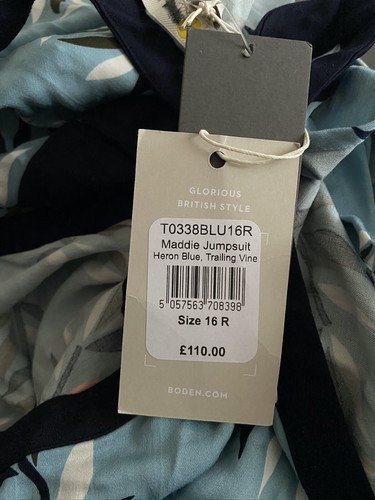 GLORIOUS
BRITISH STYLE
T0338BLU16R
Maddie Jumpsuit
Heron Blue, Trailing Vine
5 057563 708398
Size 16 R
£110.00
BODEN.COM